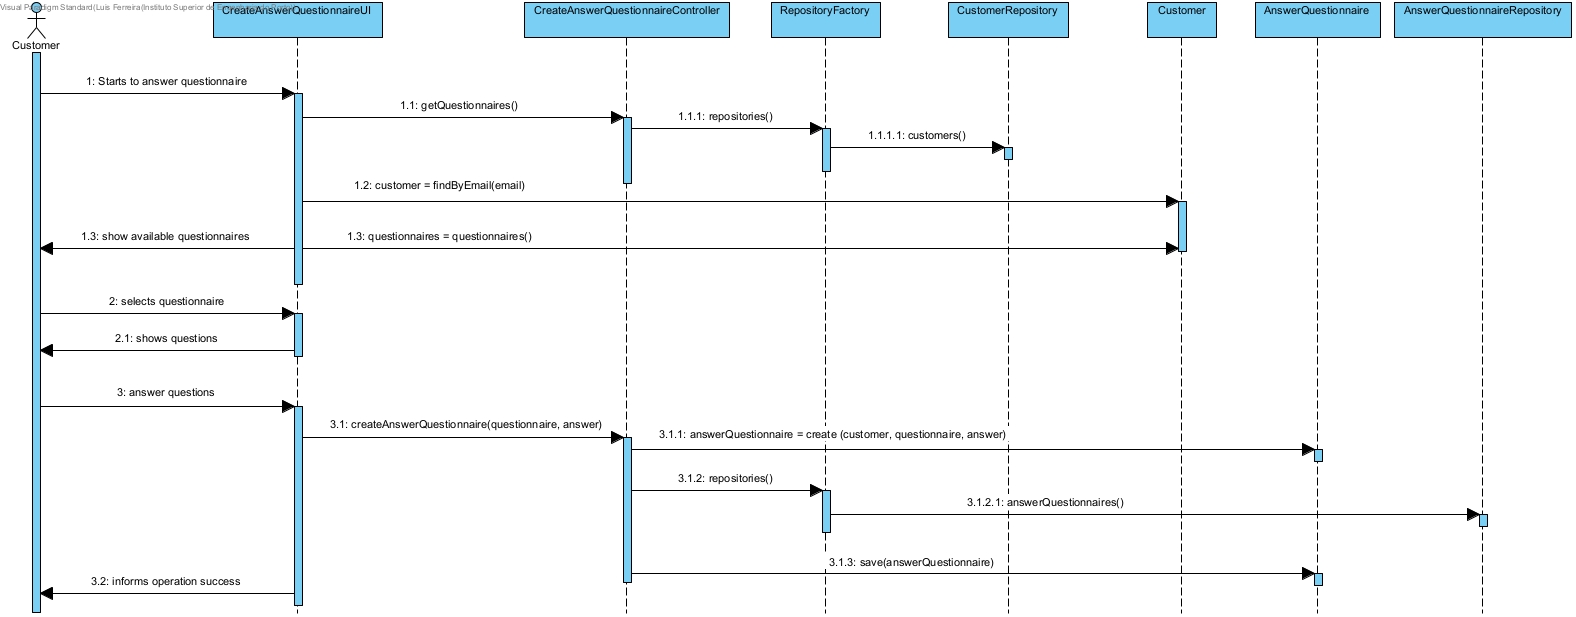 Visual Paradigm Standard(Luis Ferreira(Instituto Superior de
CreateAnswerQuestionnaireUI
CreateAnswerQuestionnaireController
RepositoryFactory
CustomerRepository
Customer
AnswerQuestionnaire
AnswerQuestionnaireRepository
Customer
1: Starts to answer questionnaire
1.1: getQuestionnaires()
1.1.1: repositories()
1.1.1.1: customers()
1.2: customer = findByEmail(email)
1.3: show available questionnaires
1.3: questionnaires = questionnaires()
2: selects questionnaire
2.1: shows questions
3: answer questions
3.1: createAnswerQuestionnaire(questionnaire, answer)
3.1.1: answerQuestionnaire = create (customer, questionnaire, answer)
3.1.2: repositories()
3.1.2.1: answerQuestionnaires()
3.1.3: save(answerQuestionnaire)
3.2: informs operation success